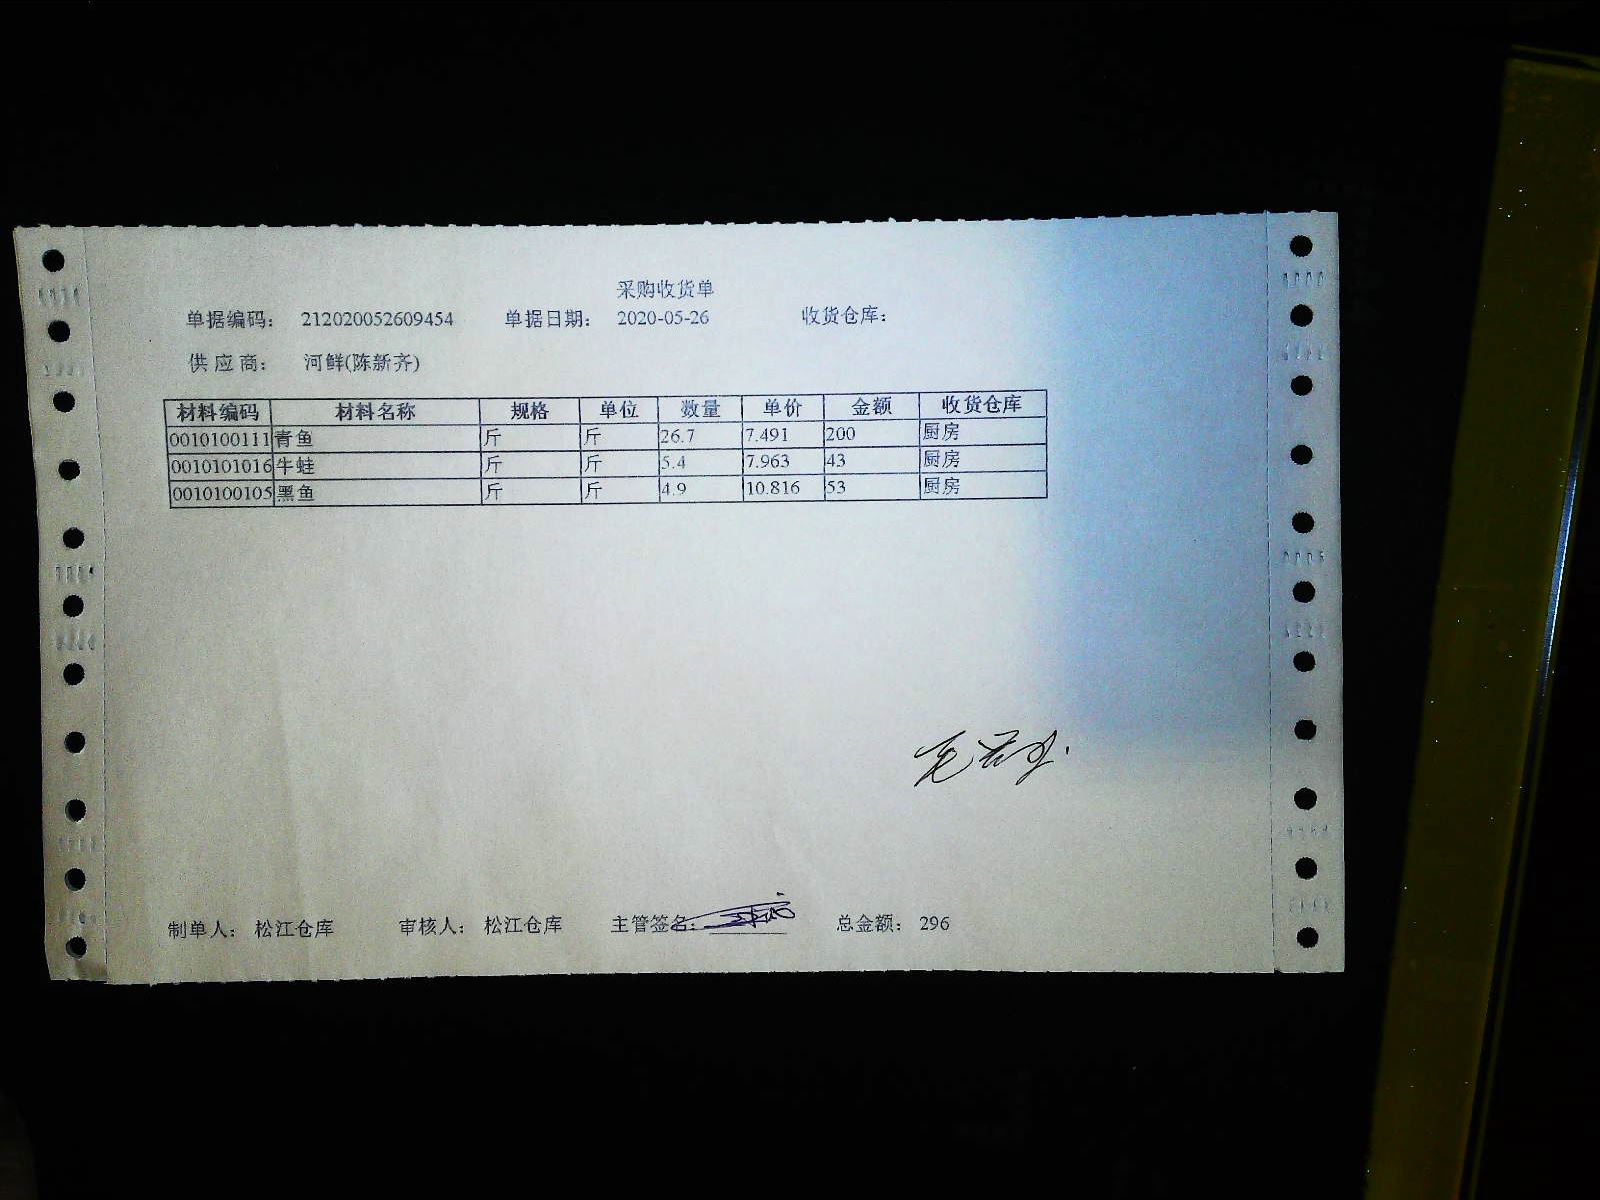 采购收货单
单据编码： 212020052609454 单据日期： 2020-05-26 收货仓库：
供 应 商： 河鲜(陈新齐)
材料编码 材料名称 规格 单位 数量 单价 金额 收货仓库
0010100111 青鱼 斤 斤 26.7 7.491 200 厨房
0010101016 牛蛙 斤 斤 5.4 7.963 43 厨房
0010100105 黑鱼 斤 斤 4.9 10.816 53 厨房
制单人： 松江仓库 审核人： 松江仓库 主管签名： 总金额： 296